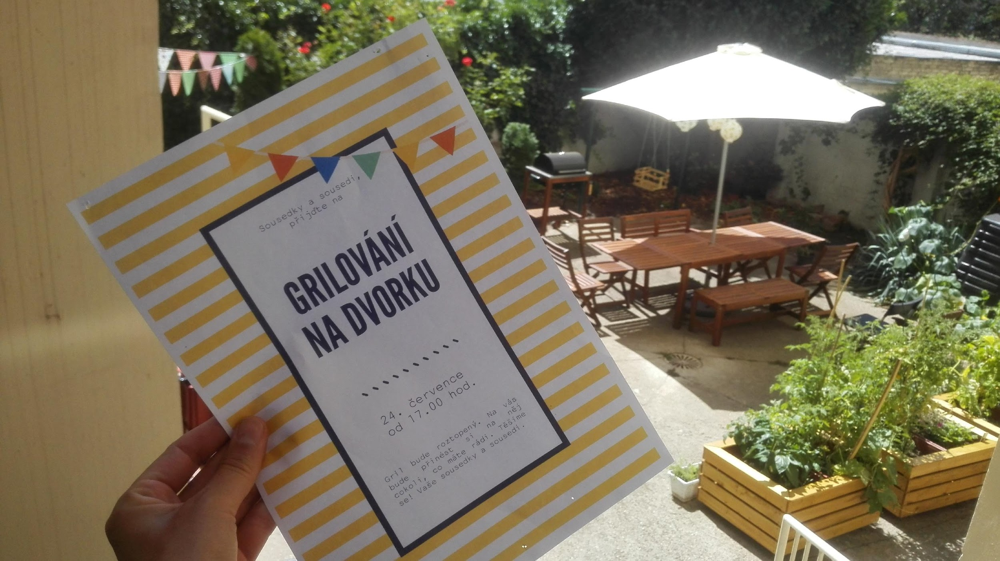 Sousedky a sousedi,
přijďte na
GRILOVÁNÍ
NA DVORKU
24. července
od 17.00 hod.
Gril bude roztopený. Na vás
bude přinést si na něj
cokoli, co máte rádi. Těšíme
se! Vaše sousedky a sousedi.